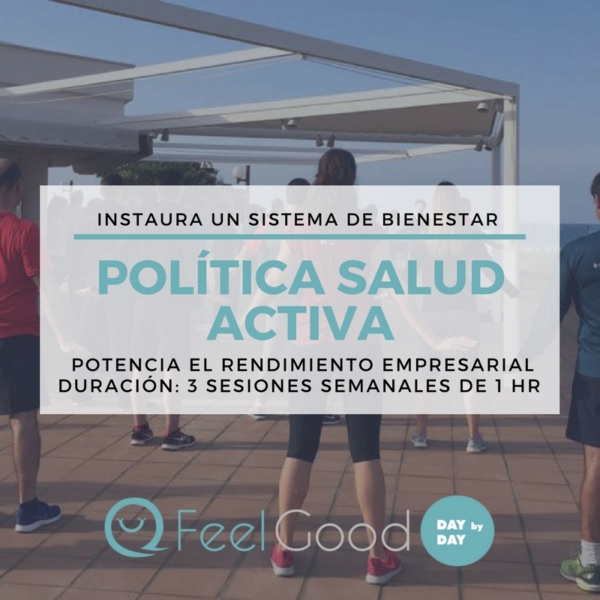 INSTAURA UN SISTEMA DE BIENESTAR
POLÍTICA SALUD
ACTIVA
POTENCIA EL RENDIMIENTO EMPRESARIAL
DURACIÓN: 3 SESIONES SEMANALES DE 1 HR
FeelGood
DAY by
DAY